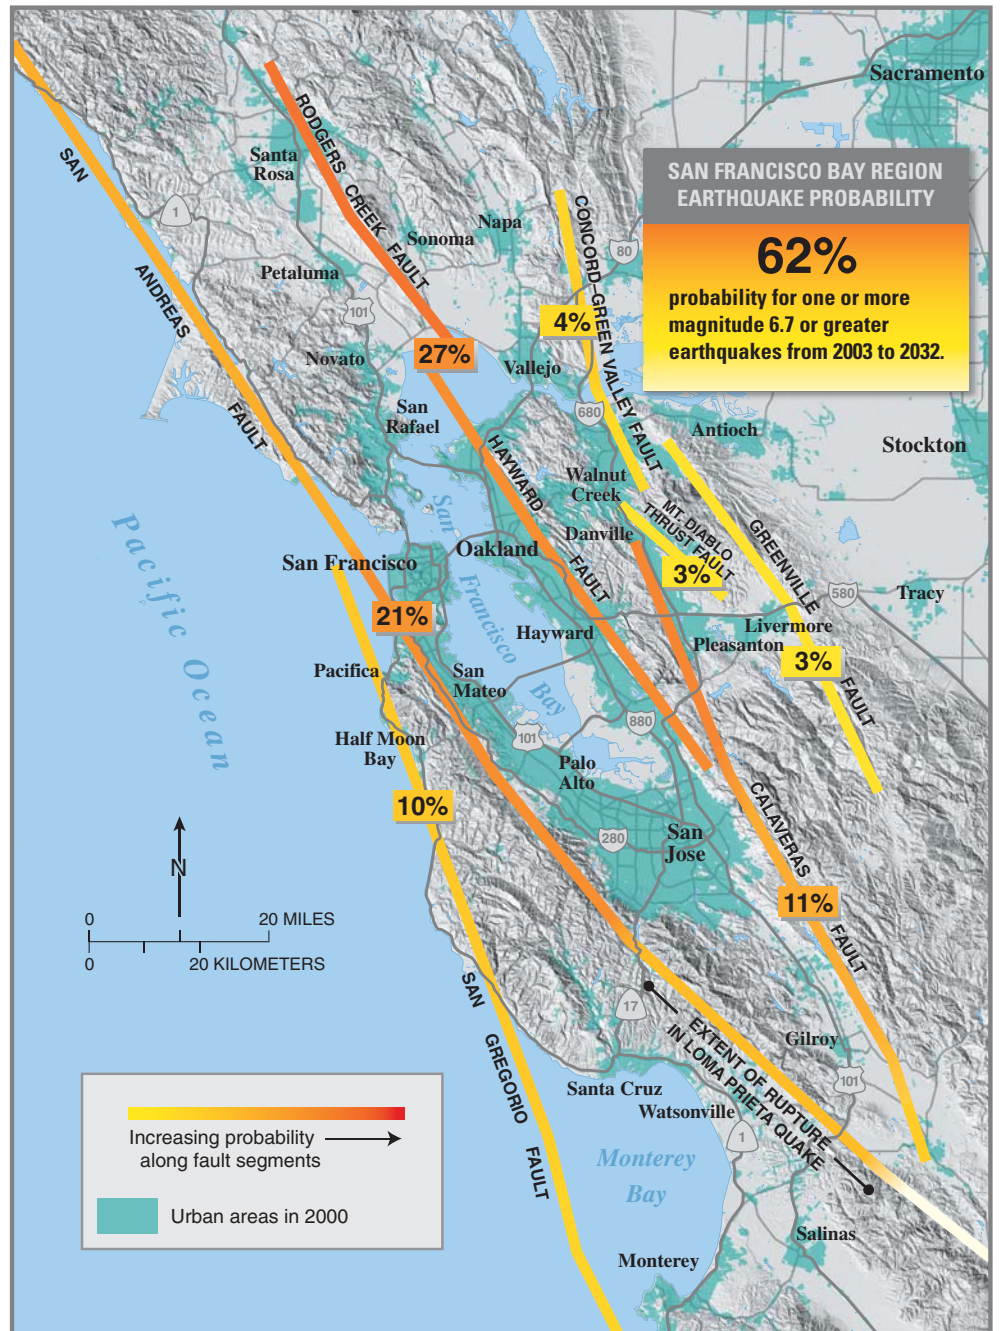 Sacramento
SAN FRANCISCO BAY REGION
EARTHQUAKE PROBABILITY
62%
probability for one or more
magnitude 6.7 or greater
earthquakes from 2003 to 2032.
SAN
ANDREAS
FAULT
RODGERS CREEK FAULT
Santa
Rosa
1
Napa
Sonoma
Petaluma
101
Novato
27%
CONCORD–GREEN VALLEY FAULT
80
4%
Vallejo
San
Rafael
680
Antioch
Stockton
HAYWARD
FAULT
Walnut
Creek
MT. DIABLO
THRUST FAULT
3%
Danville
GREENVILLE
FAULT
Pacific Ocean
San
Francisco
Bay
San Francisco
Oakland
580
Tracy
21%
Hayward
Livermore
Pleasanton
3%
Pacifica
San
Mateo
880
101
Half Moon
Bay
Palo
Alto
10%
CALAVERAS
FAULT
280
San
Jose
11%
N
0
20 MILES
0
20 KILOMETERS
SAN
GREGORIO
FAULT
17
EXTENT OF RUPTURE
IN LOMA PRIETA QUAKE
Gilroy
101
Santa Cruz
Watsonville
1
Monterey
Bay
Salinas
Monterey
Increasing probability
along fault segments
Urban areas in 2000